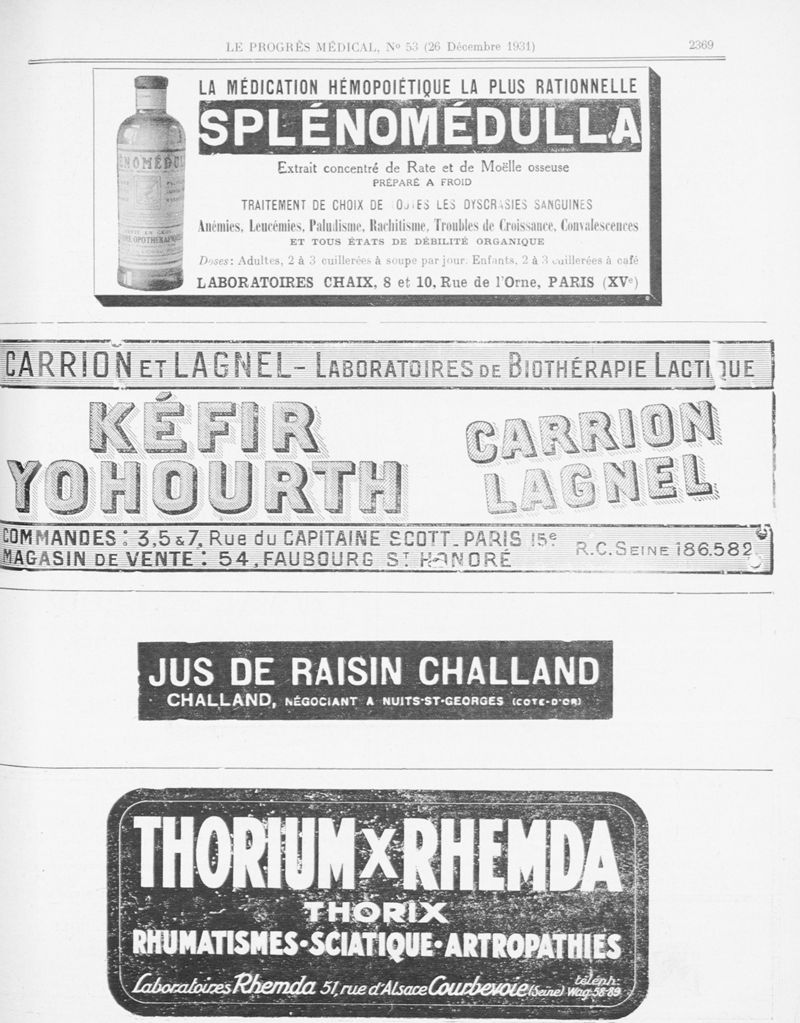 LE PROGRÈS MÉDICAL, No 53 (26 Décembre 1931) 2369
LA MÉDICATION HÉMOPOIÉTIQUE LA PLUS RATIONNELLE
SPLÉNOMÉDULLA
Extrait concentré de Rate et de Moëlle osseuse
PRÉPARÉ A FROID
TRAITEMENT DE CHOIX DE TOUTES LES DYSCRASIES SANGUINES
Anémies, Leucémies, Paludisme, Rachitisme, Troubles de Croissance, Convalescences
ET TOUS ÉTATS DE DÉBILITÉ ORGANIQUE
Doses: Adultes, 2 à 3 cuillerées à soupe par jour. Enfants, 2 à 3 cuillerées à café
LABORATOIRES CHAIX, 8 et 10, Rue de l'Orne, PARIS (XVe)
CARRION ET LAGNEL - LABORATOIRES DE BIOTHÉRAPIE LACTIQUE
KÉFIR
YOHOURTH
CARRION
LAGNEL
COMMANDES: 3,5&7, Rue du CAPITAINE SCOTT_PARIS 15e
MAGASIN DE VENTE: 54, FAUBOURG ST HONORÉ
R.C. SEINE 186.582
JUS DE RAISIN CHALLAND
CHALLAND, NÉGOCIANT A NUITS-ST-GEORGES (COTE-D'OR)
THORIUM X RHEMDA
THORIX
RHUMATISMES·SCIATIQUE·ARTROPATHIES
Laboratoires Rhemda 51, rue d'Alsace Courbevoie (Seine) téléph: Wag 58-89